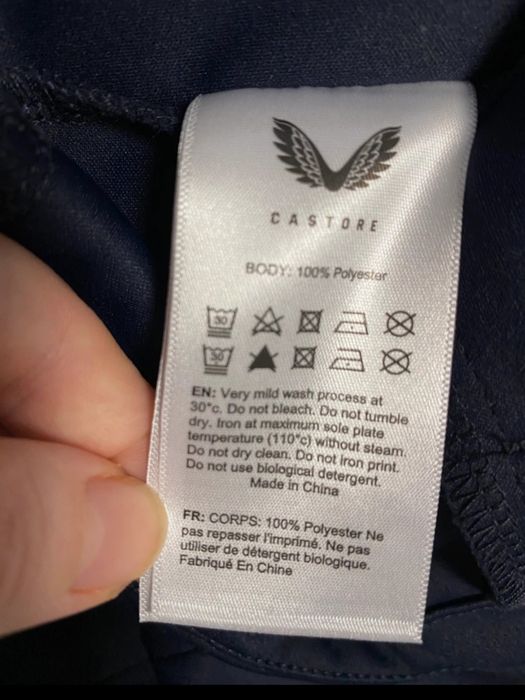 CASTORE
BODY: 100% Polyester
30
30
EN: Very mild wash process at
30°c. Do not bleach. Do not tumble
dry. Iron at maximum sole plate
temperature (110°c) without steam.
Do not dry clean. Do not Iron print.
Do not use biological detergent.
Made in China
FR: CORPS: 100% Polyester Ne
pas repasser l'imprimé. Ne pas
utiliser de détergent biologique.
Fabriqué En Chine